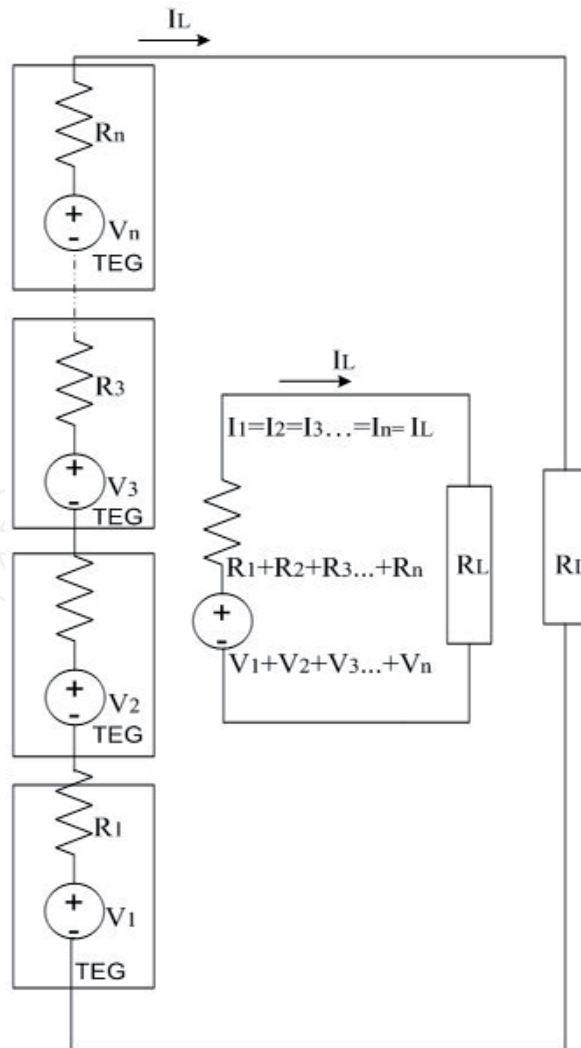 IL
Rn
Vn
TEG
R3
V3
TEG
V2
TEG
R1
V1
TEG
IL
I1=I2=I3...=In= IL
R1+R2+R3...+Rn
V1+V2+V3...+Vn
RL
RL